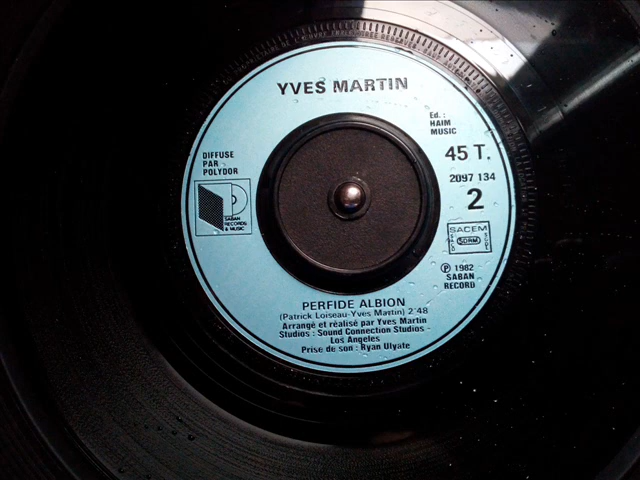 YVES MARTIN
Ed. :
HAIM
MUSIC
DIFFUSE
PAR
POLYDOR
45 T.
2097 134
2
SABAN
RECORDS
& MUSIC
SACEM
SDRM
℗ 1982
SABAN
RECORD
PERFIDE ALBION
(Patrick Loiseau-Yves Martin) 2'48
Arrangé et réalisé par Yves Martin
Studios : Sound Connection Studios -
Los Angeles
Prise de son : Ryan Ulyate